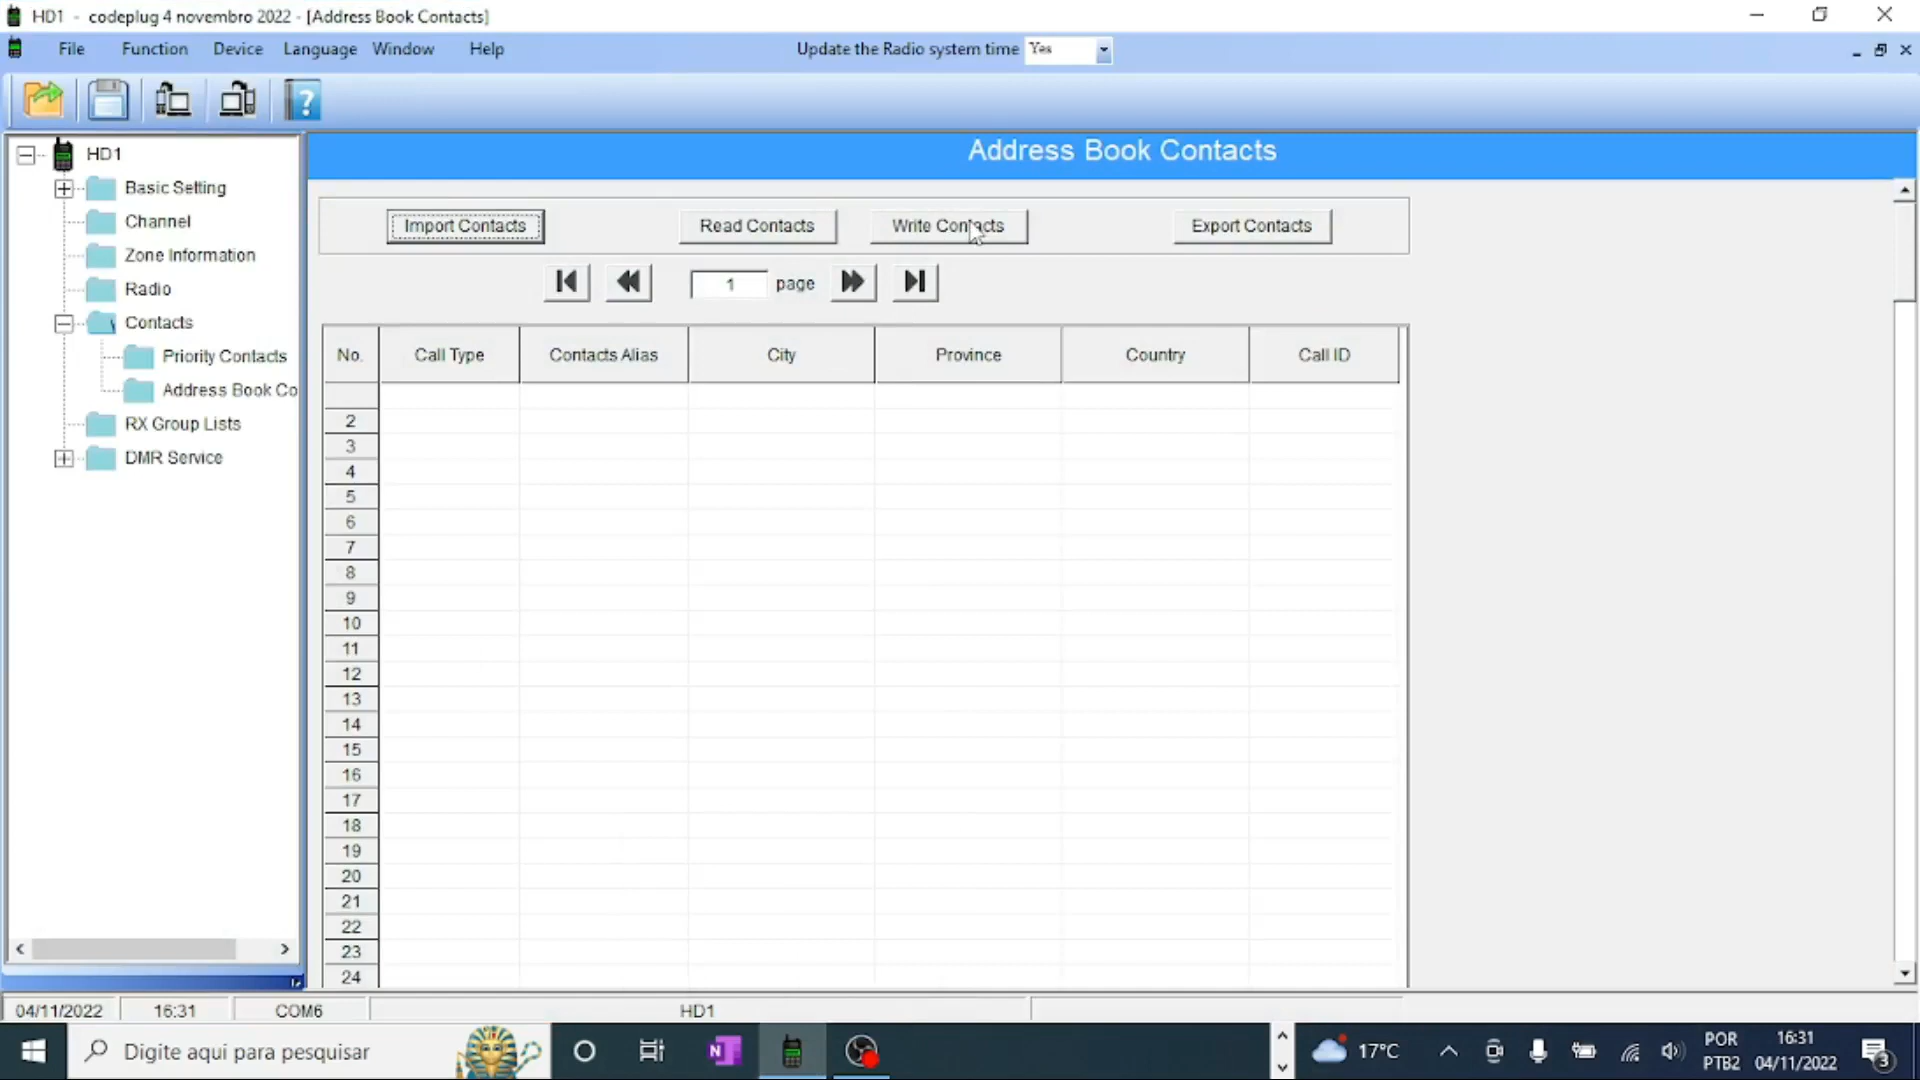 HD1 - codeplug 4 novembro 2022 - [Address Book Contacts]
File Function Device Language Window Help Update the Radio system time Yes
HD1
Basic Setting
Channel
Zone Information
Radio
Contacts
Priority Contacts
Address Book Co
RX Group Lists
DMR Service
Address Book Contacts
Import Contacts Read Contacts Write Contacts Export Contacts
1 page
No. Call Type Contacts Alias City Province Country Call ID
2
3
4
5
6
7
8
9
10
11
12
13
14
15
16
17
18
19
20
21
22
23
24
04/11/2022 16:31 COM6 HD1
Digite aqui para pesquisar
N
17°C
POR
PTB2
16:31
04/11/2022
3